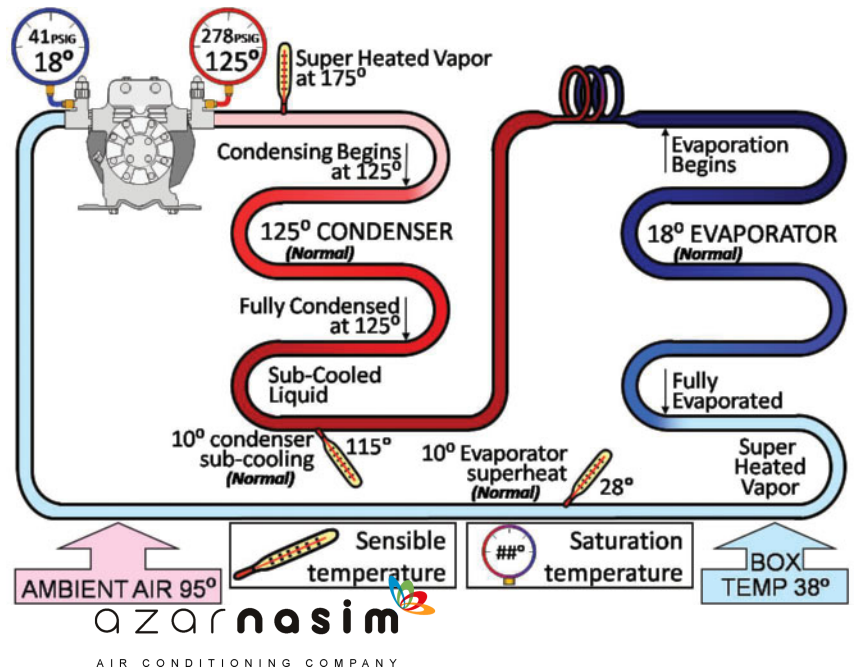 41PSIG
18º
278PSIG
125º
Super Heated Vapor
at 175º
Condensing Begins
at 125º
Evaporation
Begins
125º CONDENSER
(Normal)
18º EVAPORATOR
(Normal)
Fully Condensed
at 125º
Sub-Cooled
Liquid
Fully
Evaporated
10º condenser
sub-cooling
(Normal)
115°
10º Evaporator
superheat
(Normal)
28°
Super
Heated
Vapor
AMBIENT AIR 95º
Sensible
temperature
##º
Saturation
temperature
BOX
TEMP 38º
azarnasim
AIR CONDITIONING COMPANY